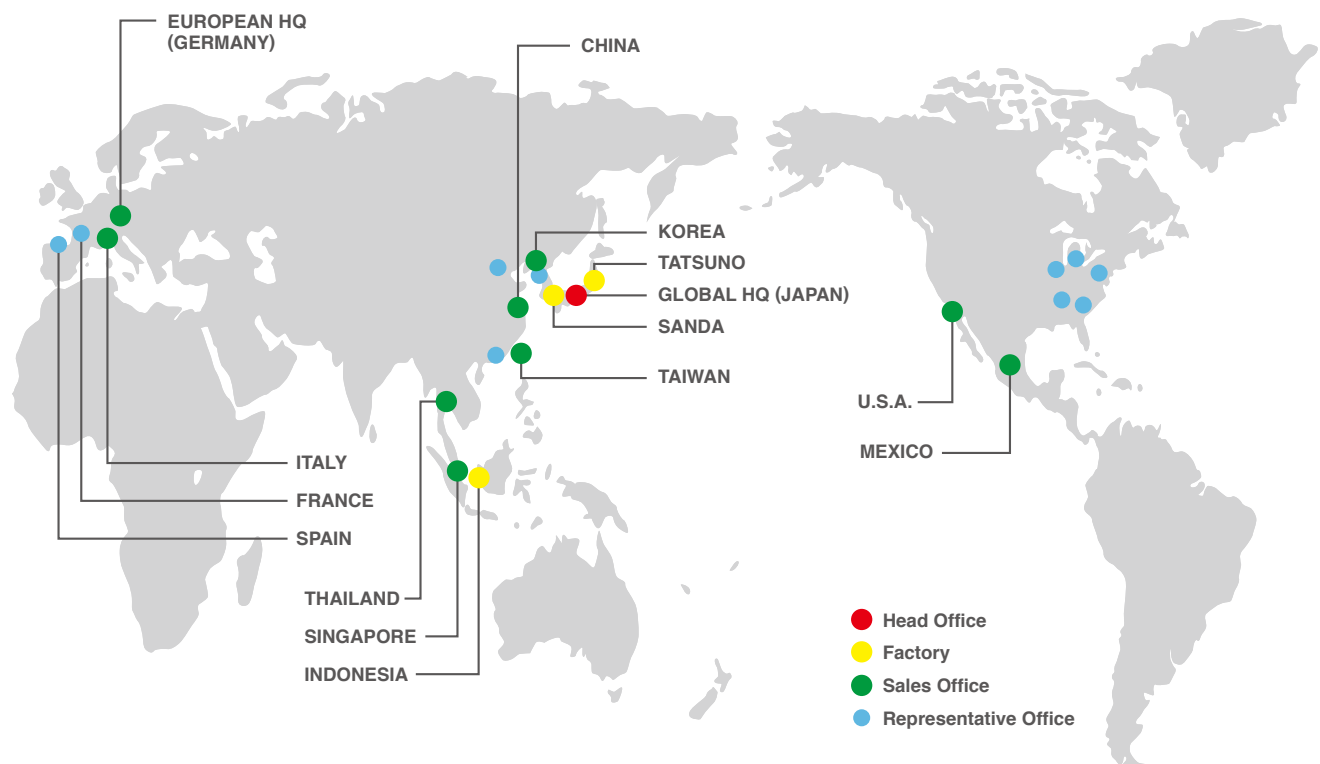 EUROPEAN HQ
(GERMANY)
CHINA
KOREA
TATSUNO
GLOBAL HQ (JAPAN)
SANDA
TAIWAN
U.S.A.
MEXICO
ITALY
FRANCE
SPAIN
THAILAND
SINGAPORE
INDONESIA
Head Office
Factory
Sales Office
Representative Office